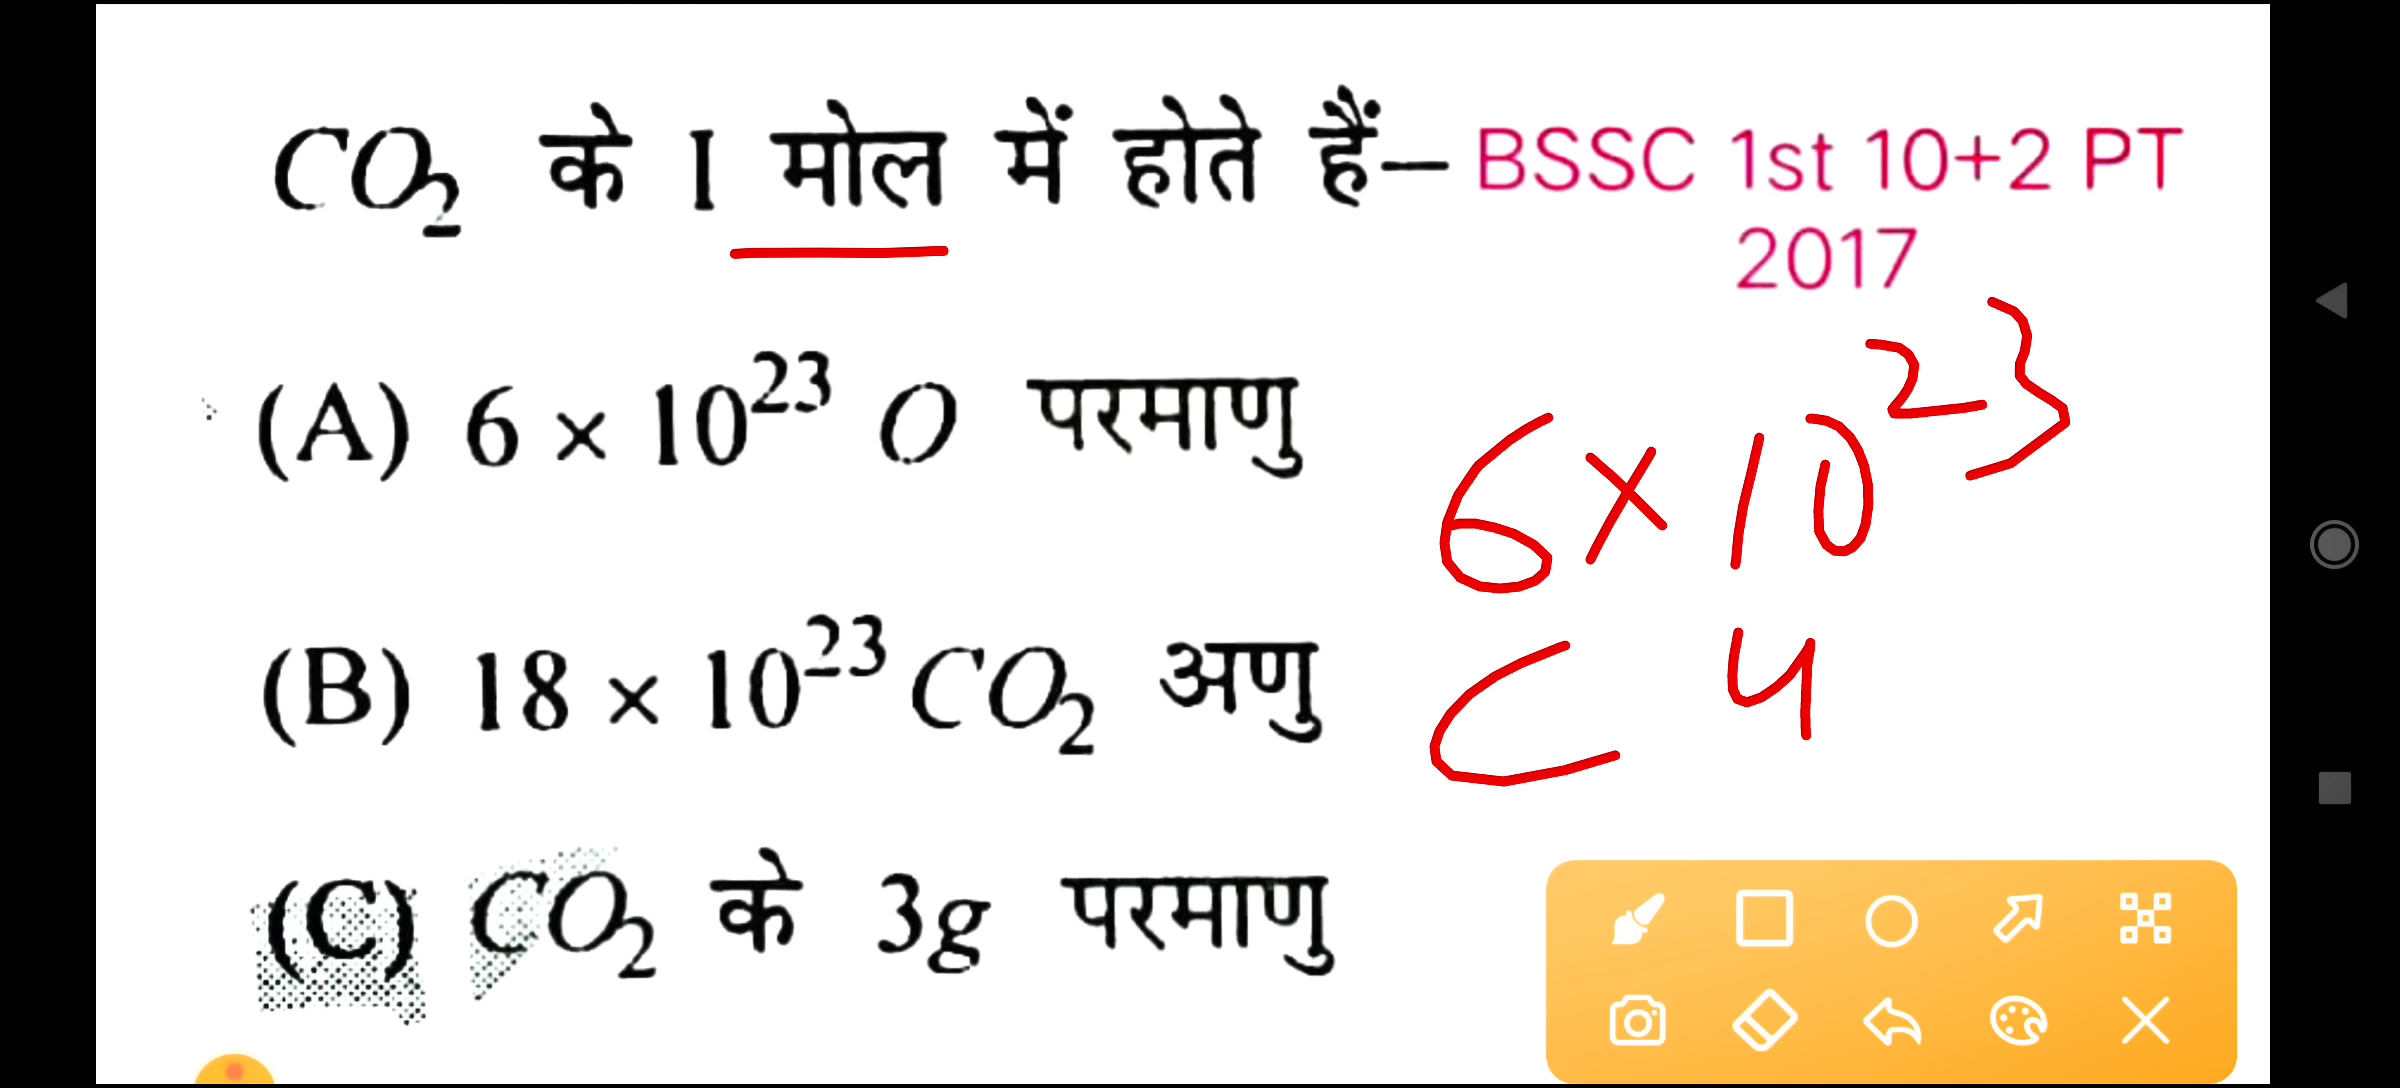 CO₂ के 1 मोल में होते हैं– BSSC 1st 10+2 PT
2017
(A) 6 × 10²³ O परमाणु
6×10²³
(B) 18 × 10²³ CO₂ अणु
C 4
(C) CO₂ के 3g परमाणु